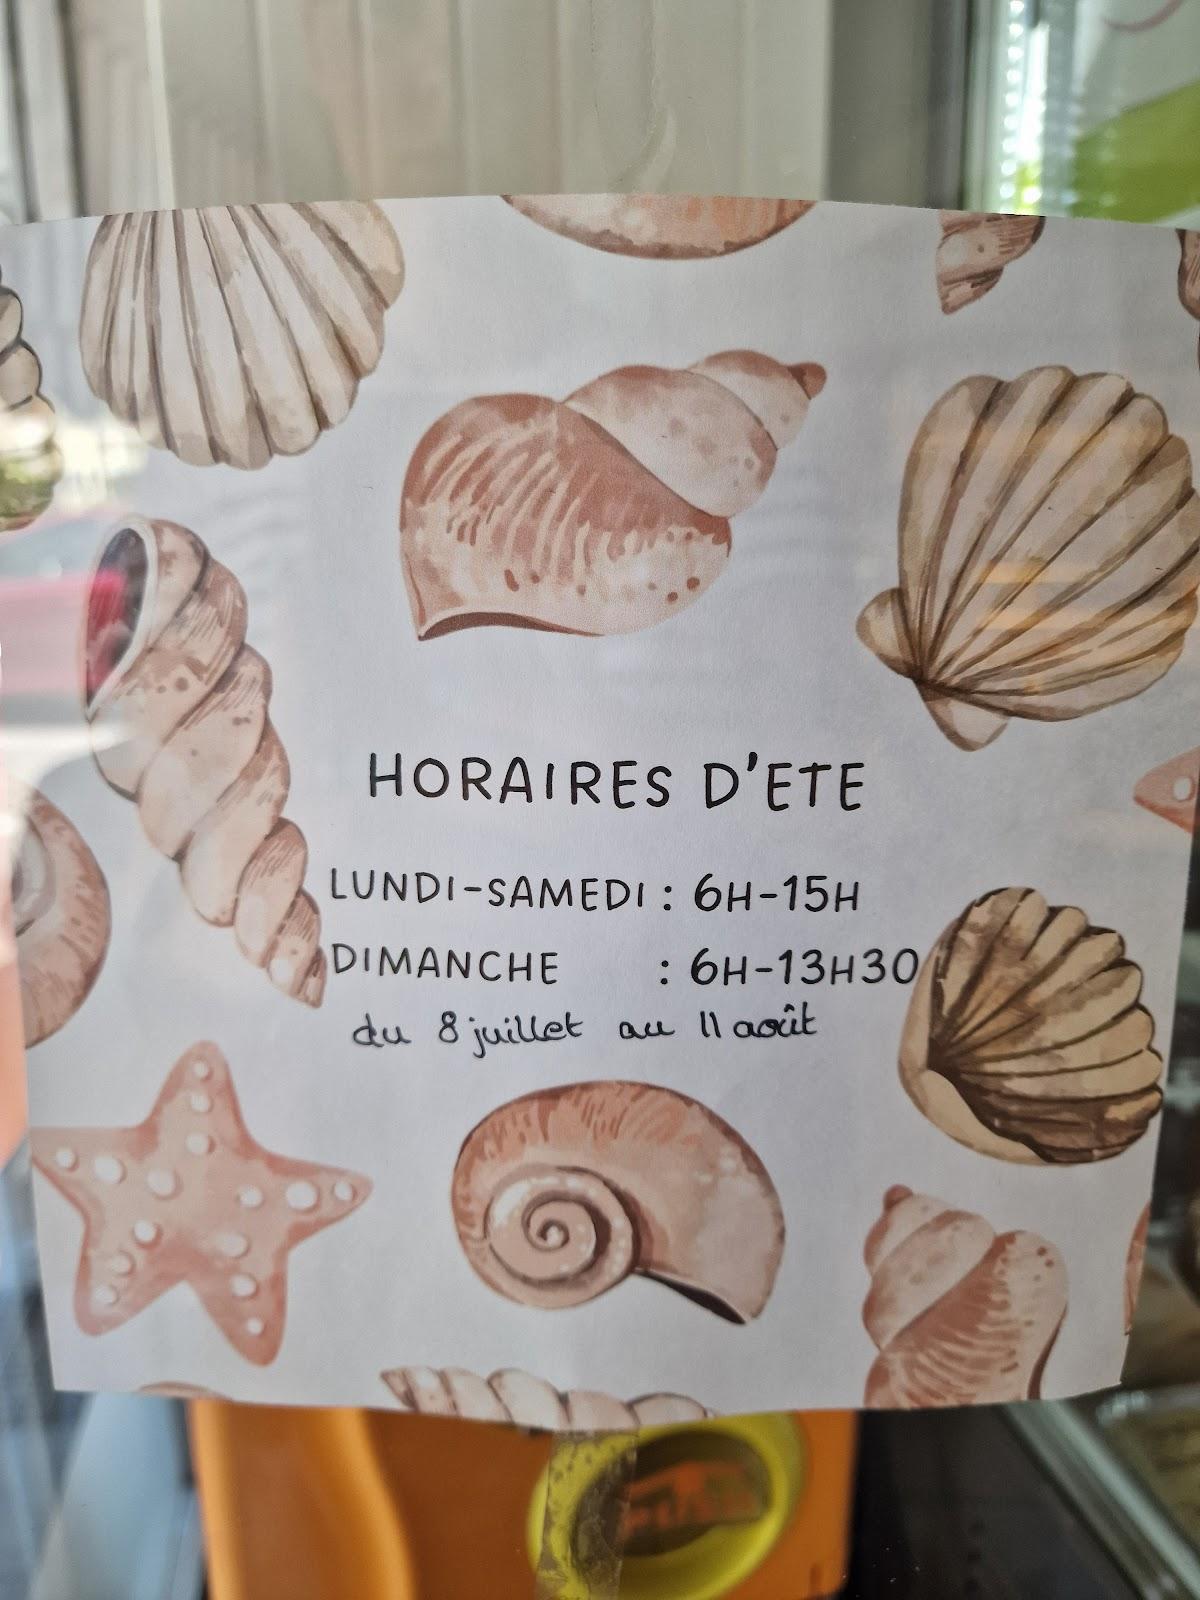 HORAIRES D'ETE
LUNDI-SAMEDI : 6H-15H
DIMANCHE : 6H-13H30
du 8 juillet au 11 août